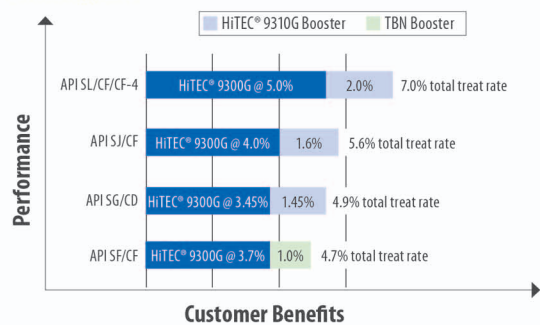 HiTEC® 9310G Booster TBN Booster
API SL/CF/CF-4 HiTEC® 9300G @ 5.0% 2.0% 7.0% total treat rate
API SJ/CF HiTEC® 9300G @ 4.0% 1.6% 5.6% total treat rate
API SG/CD HiTEC® 9300G @ 3.45% 1.45% 4.9% total treat rate
API SF/CF HiTEC® 9300G @ 3.7% 1.0% 4.7% total treat rate
Performance
Customer Benefits